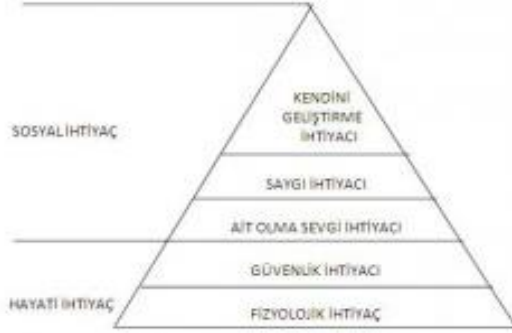 KENDİNİ
GELİŞTİRME
İHTİYACI
SOSYAL İHTİYAÇ
SAYGI İHTİYACI
AİT OLMA SEVGİ İHTİYACI
GÜVENLİK İHTİYACI
HAYATİ İHTİYAÇ
FİZYOLOJİK İHTİYAÇ